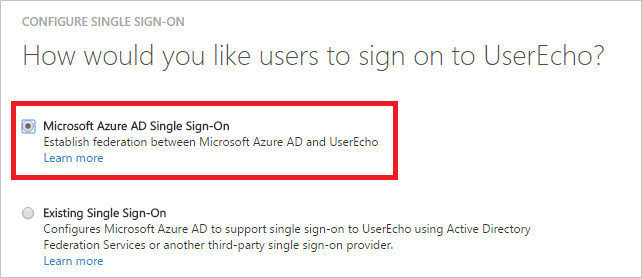 CONFIGURE SINGLE SIGN-ON
How would you like users to sign on to UserEcho?
Microsoft Azure AD Single Sign-On
Establish federation between Microsoft Azure AD and UserEcho
Learn more
Existing Single Sign-On
Configures Microsoft Azure AD to support single sign-on to UserEcho using Active Directory
Federation Services or another third-party single sign-on provider.
Learn more